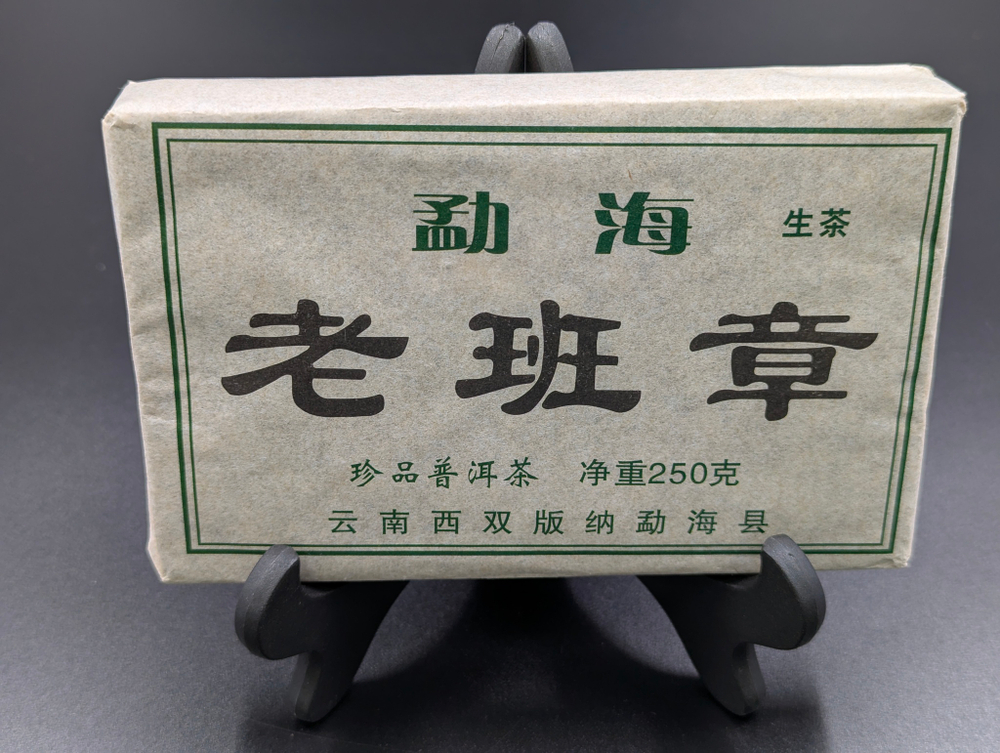 勐海 生茶
老班章
珍品普洱茶 净重250克
云南西双版纳勐海县